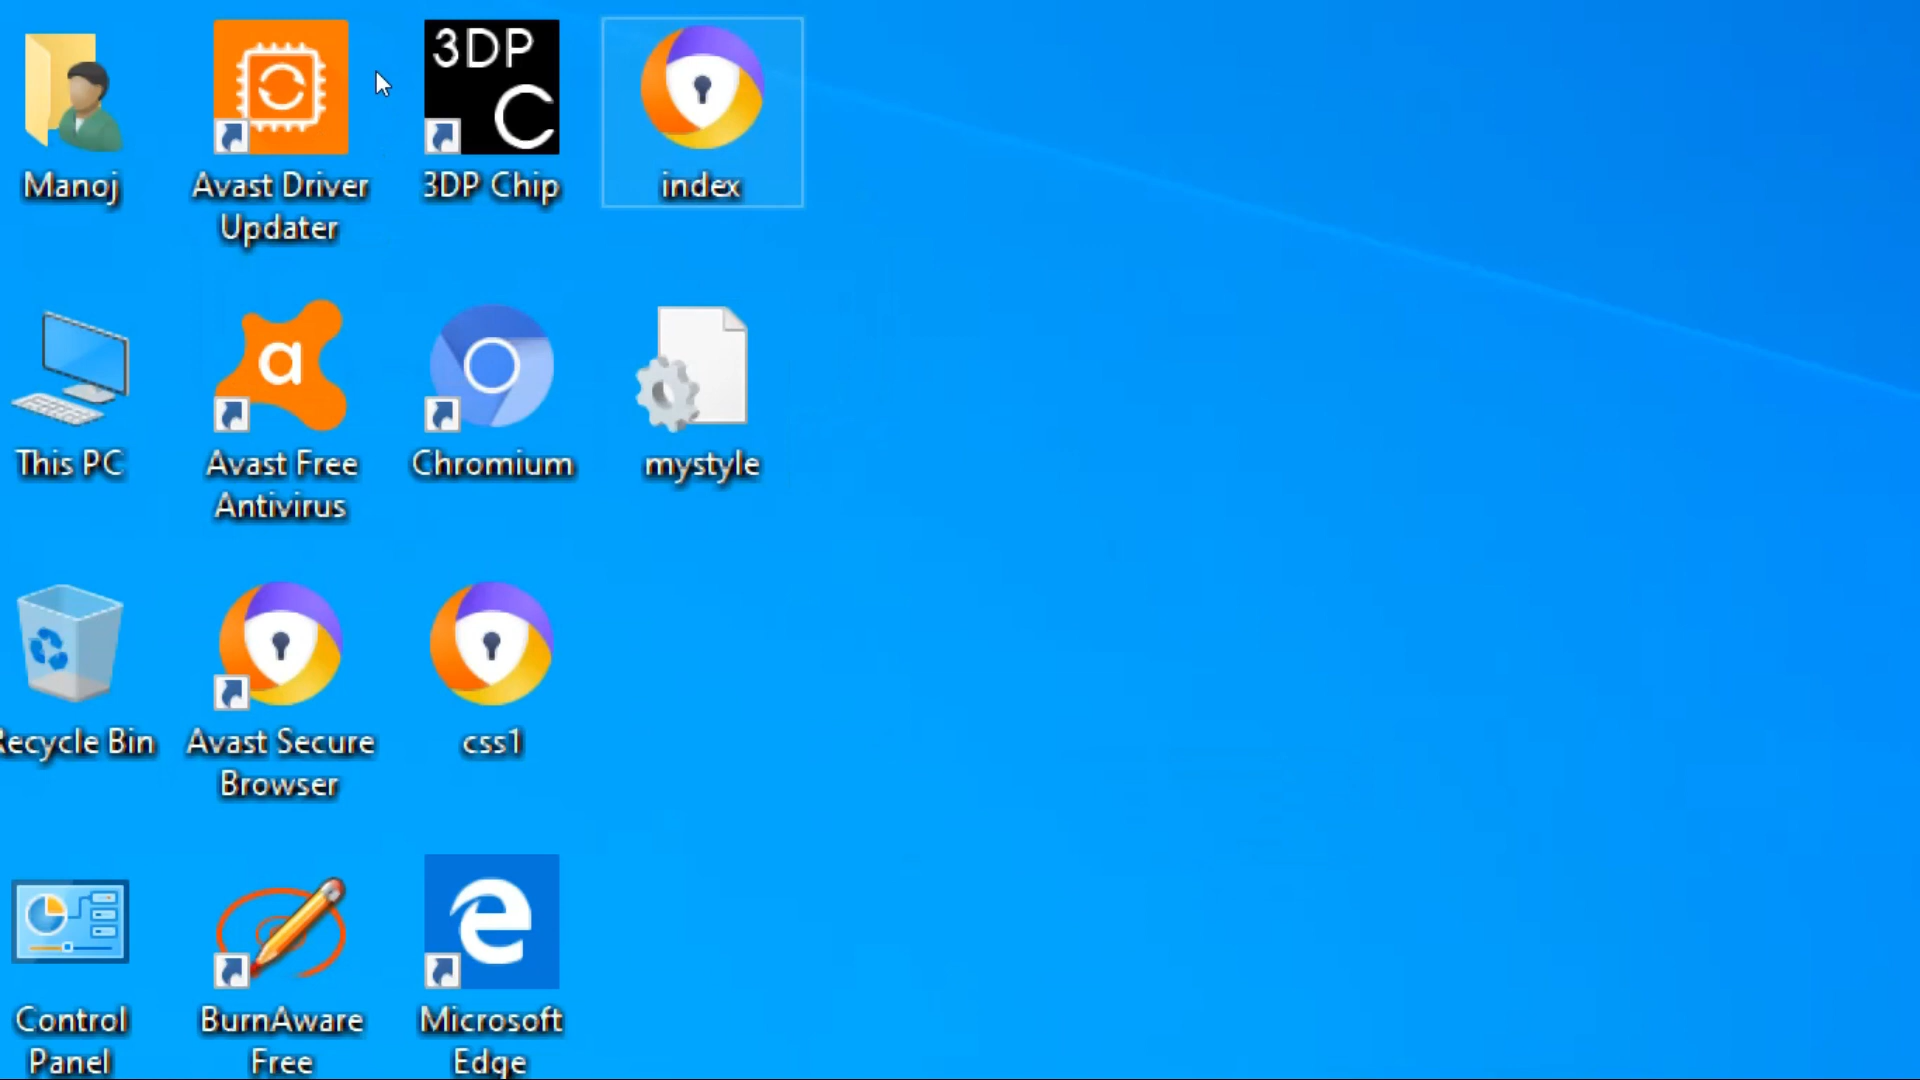 3DP
C
Manoj
Avast Driver
Updater
3DP Chip
index
a
This PC
Avast Free
Antivirus
Chromium
mystyle
Recycle Bin
Avast Secure
Browser
css1
Control
Panel
BurnAware
Free
Microsoft
Edge